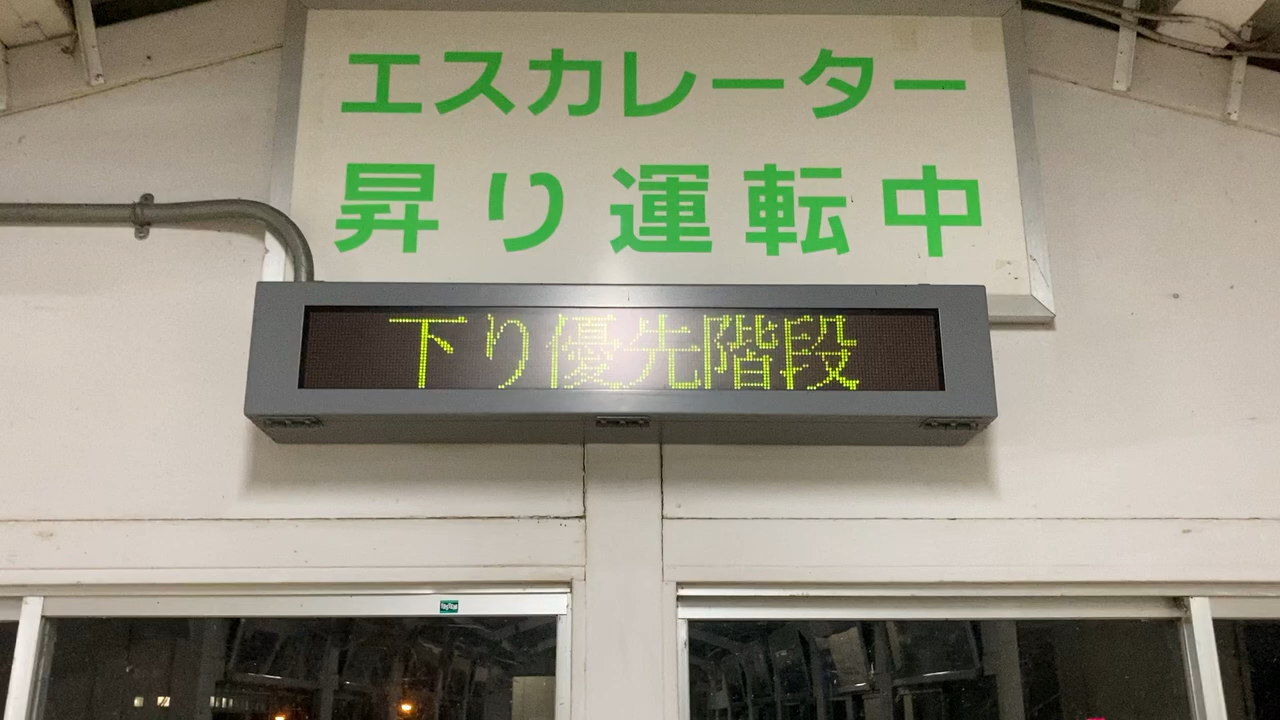 エスカレーター
昇り運転中
下り優先階段